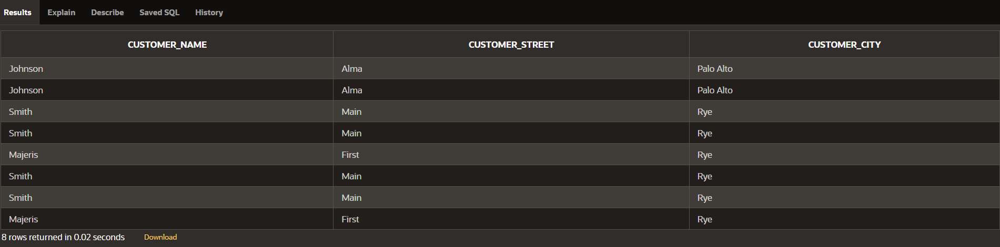 Results Explain Describe Saved SQL History
CUSTOMER_NAME CUSTOMER_STREET CUSTOMER_CITY
Johnson Alma Palo Alto
Johnson Alma Palo Alto
Smith Main Rye
Smith Main Rye
Majeris First Rye
Smith Main Rye
Smith Main Rye
Majeris First Rye
8 rows returned in 0.02 seconds Download